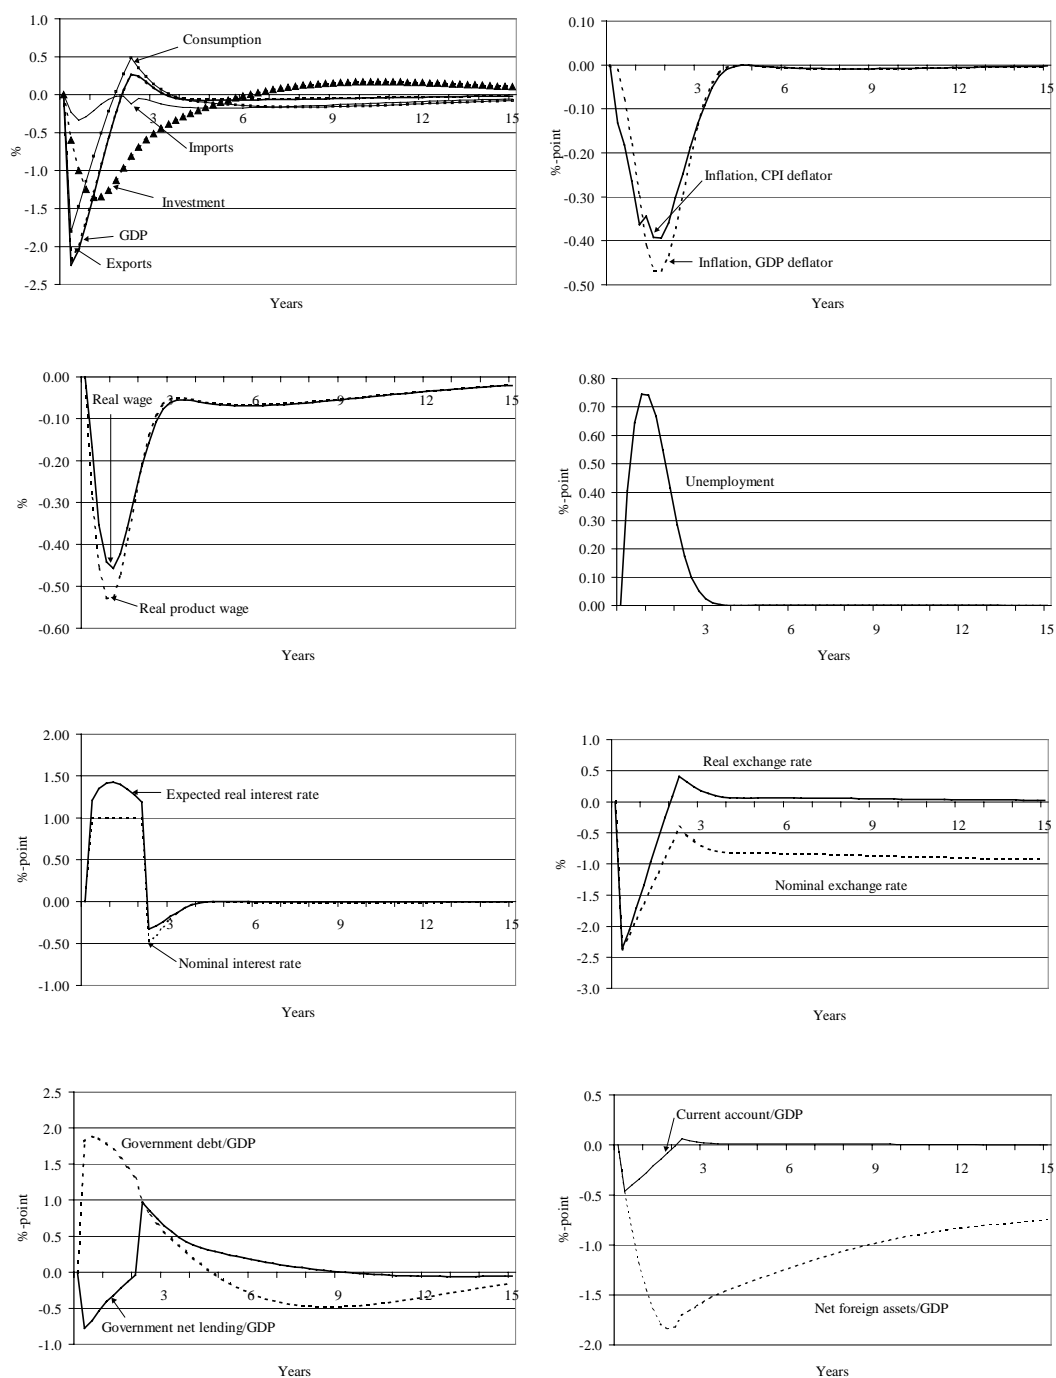 1.0
0.5
0.0
-0.5
-1.0
-1.5
-2.0
-2.5
%
Consumption
Imports
Investment
GDP
Exports
3 6 9 12 15
Years
0.10
0.00
-0.10
-0.20
-0.30
-0.40
-0.50
%-point
3 6 9 12 15
Inflation, CPI deflator
Inflation, GDP deflator
Years
0.00
-0.10
-0.20
-0.30
-0.40
-0.50
-0.60
%
Real wage
3 6 9 12 15
Real product wage
Years
0.80
0.70
0.60
0.50
0.40
0.30
0.20
0.10
0.00
%-point
Unemployment
3 6 9 12 15
Years
2.00
1.50
1.00
0.50
0.00
-0.50
-1.00
%-point
Expected real interest rate
3 6 9 12 15
Nominal interest rate
Years
1.0
0.5
0.0
-0.5
-1.0
-1.5
-2.0
-2.5
-3.0
%
Real exchange rate
3 6 9 12 15
Nominal exchange rate
Years
2.5
2.0
1.5
1.0
0.5
0.0
-0.5
-1.0
%-point
Government debt/GDP
3 6 9 12 15
Government net lending/GDP
Years
0.5
0.0
-0.5
-1.0
-1.5
-2.0
%-point
Current account/GDP
3 6 9 12 15
Net foreign assets/GDP
Years